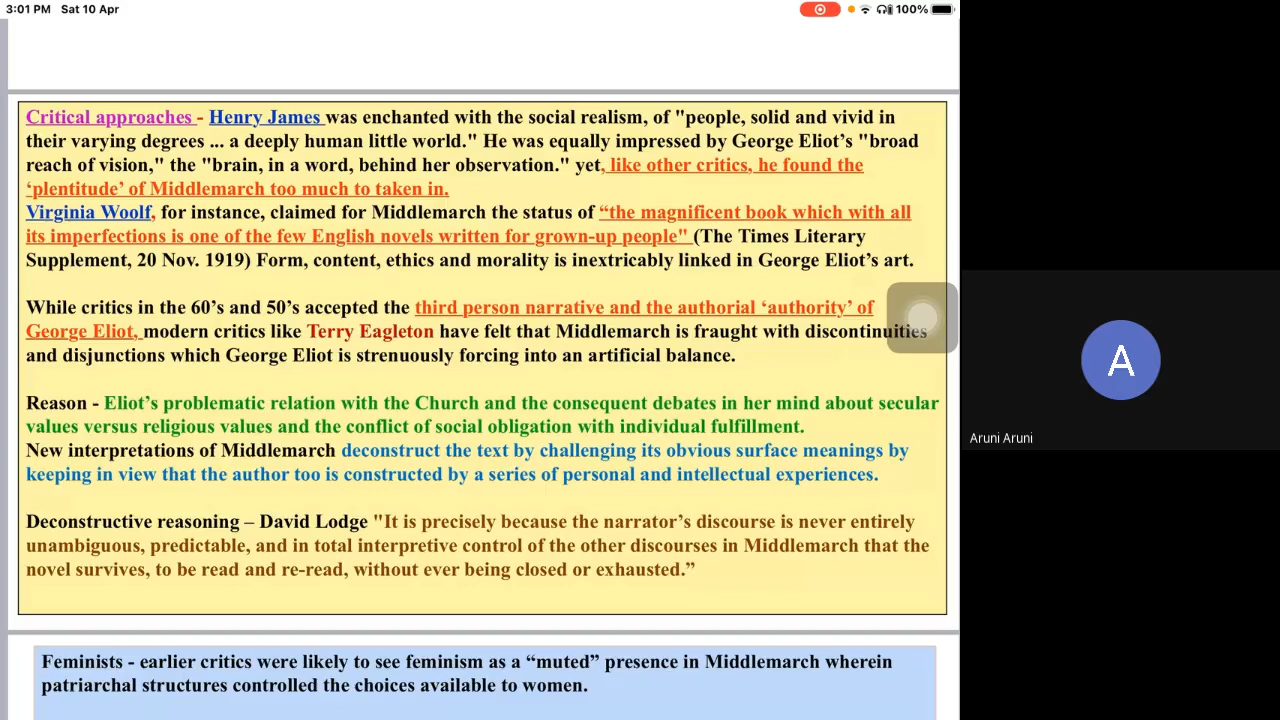 3:01 PM Sat 10 Apr
100%
Critical approaches - Henry James was enchanted with the social realism, of "people, solid and vivid in
their varying degrees ... a deeply human little world." He was equally impressed by George Eliot's "broad
reach of vision," the "brain, in a word, behind her observation." yet, like other critics, he found the
‘plentitude’ of Middlemarch too much to taken in.
Virginia Woolf, for instance, claimed for Middlemarch the status of “the magnificent book which with all
its imperfections is one of the few English novels written for grown-up people" (The Times Literary
Supplement, 20 Nov. 1919) Form, content, ethics and morality is inextricably linked in George Eliot’s art.
While critics in the 60’s and 50’s accepted the third person narrative and the authorial ‘authority’ of
George Eliot, modern critics like Terry Eagleton have felt that Middlemarch is fraught with discontinuities
and disjunctions which George Eliot is strenuously forcing into an artificial balance.
Reason - Eliot’s problematic relation with the Church and the consequent debates in her mind about secular
values versus religious values and the conflict of social obligation with individual fulfillment.
New interpretations of Middlemarch deconstruct the text by challenging its obvious surface meanings by
keeping in view that the author too is constructed by a series of personal and intellectual experiences.
Deconstructive reasoning – David Lodge "It is precisely because the narrator’s discourse is never entirely
unambiguous, predictable, and in total interpretive control of the other discourses in Middlemarch that the
novel survives, to be read and re-read, without ever being closed or exhausted.”
Feminists - earlier critics were likely to see feminism as a “muted” presence in Middlemarch wherein
patriarchal structures controlled the choices available to women.
A
Aruni Aruni